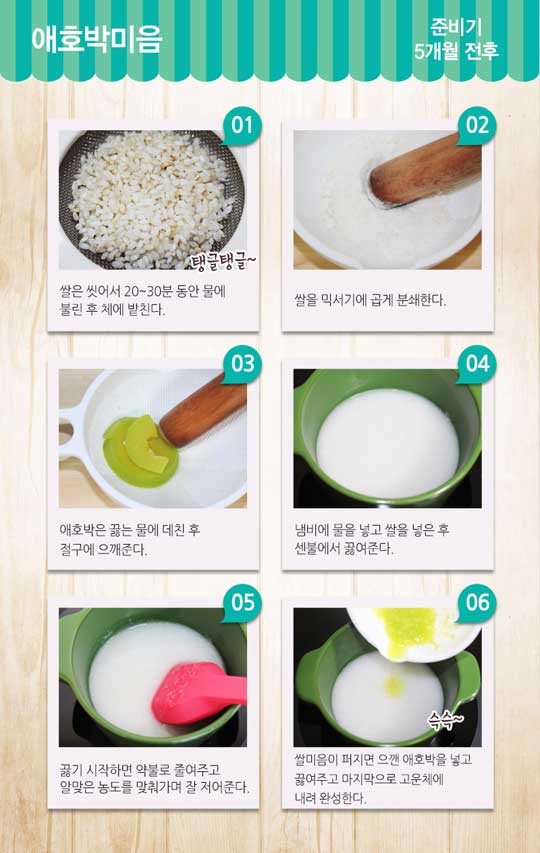 애호박미음
준비기
5개월 전후
01
탱글탱글~
쌀은 씻어서 20~30분 동안 물에
불린 후 체에 밭친다.
02
쌀을 믹서기에 곱게 분쇄한다.
03
애호박은 끓는 물에 데친 후
절구에 으깨준다.
04
냄비에 물을 넣고 쌀을 넣은 후
센불에서 끓여준다.
05
끓기 시작하면 약불로 줄여주고
알맞은 농도를 맞춰가며 잘 저어준다.
06
슥슥~
쌀미음이 퍼지면 으깬 애호박을 넣고
끓여주고 마지막으로 고운체에
내려 완성한다.